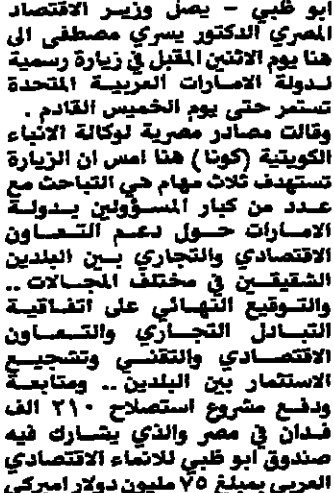 ابو ظبي - يصل وزير الاقتصاد
المصري الدكتور يسري مصطفى الى
هنا يوم الاثنين المقبل في زيارة رسمية
لدولة الامارات العربية المتحدة
تستمر حتى يوم الخميس القادم .
وقالت مصادر مصرية لوكالة الانباء
الكويتية (كونا) هنا امس ان الزيارة
تستهدف ثلاث مهام هي التباحث مع
عدد من كبار المسؤولين بدولة
الامارات حول دعم التعاون
الاقتصادي والتجاري بين البلدين
الشقيقين في مختلف المجالات ..
والتوقيع النهائي على اتفاقية
التبادل التجاري والتعاون
الاقتصادي والتقني وتشجيع
الاستثمار بين البلدين .. ومتابعة
ودفع مشروع استصلاح ٢١٠ الف
فدان في مصر والذي يشارك فيه
صندوق ابو ظبي للانماء الاقتصادي
العربي بمبلغ ٧٥ مليون دولار اميركي